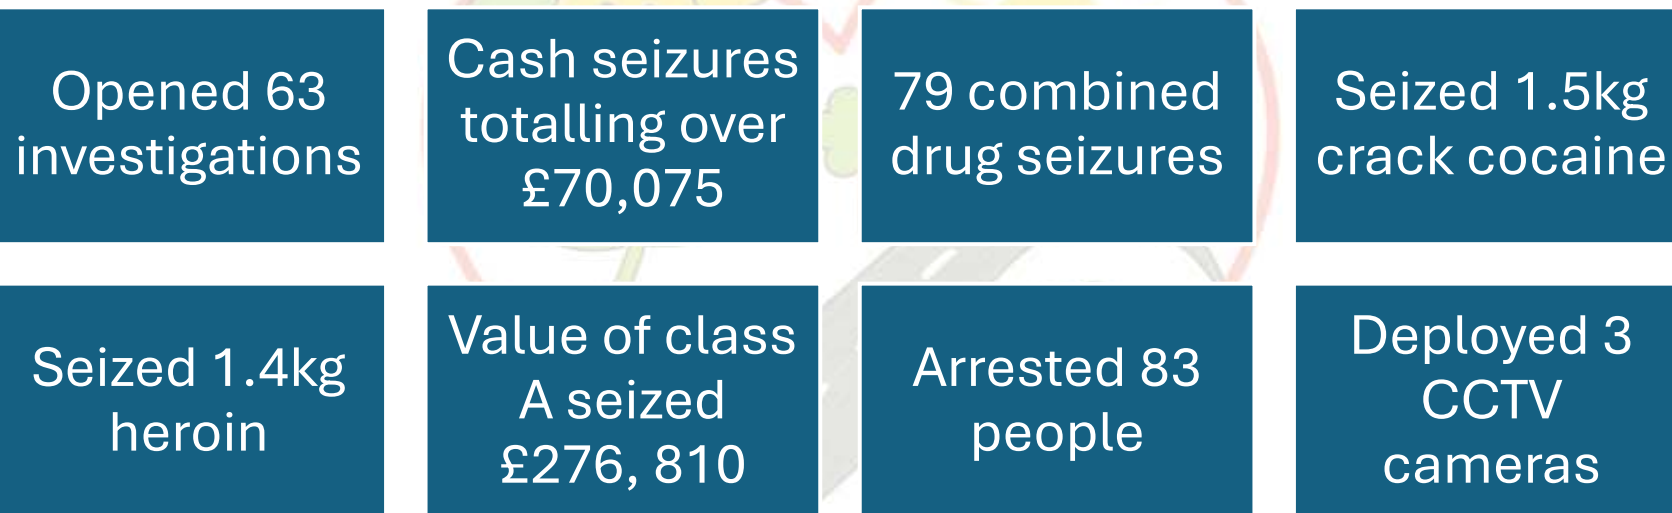 Opened 63
investigations
Cash seizures
totalling over
£70,075
79 combined
drug seizures
Seized 1.5kg
crack cocaine
Seized 1.4kg
heroin
Value of class
A seized
£276, 810
Arrested 83
people
Deployed 3
CCTV
cameras